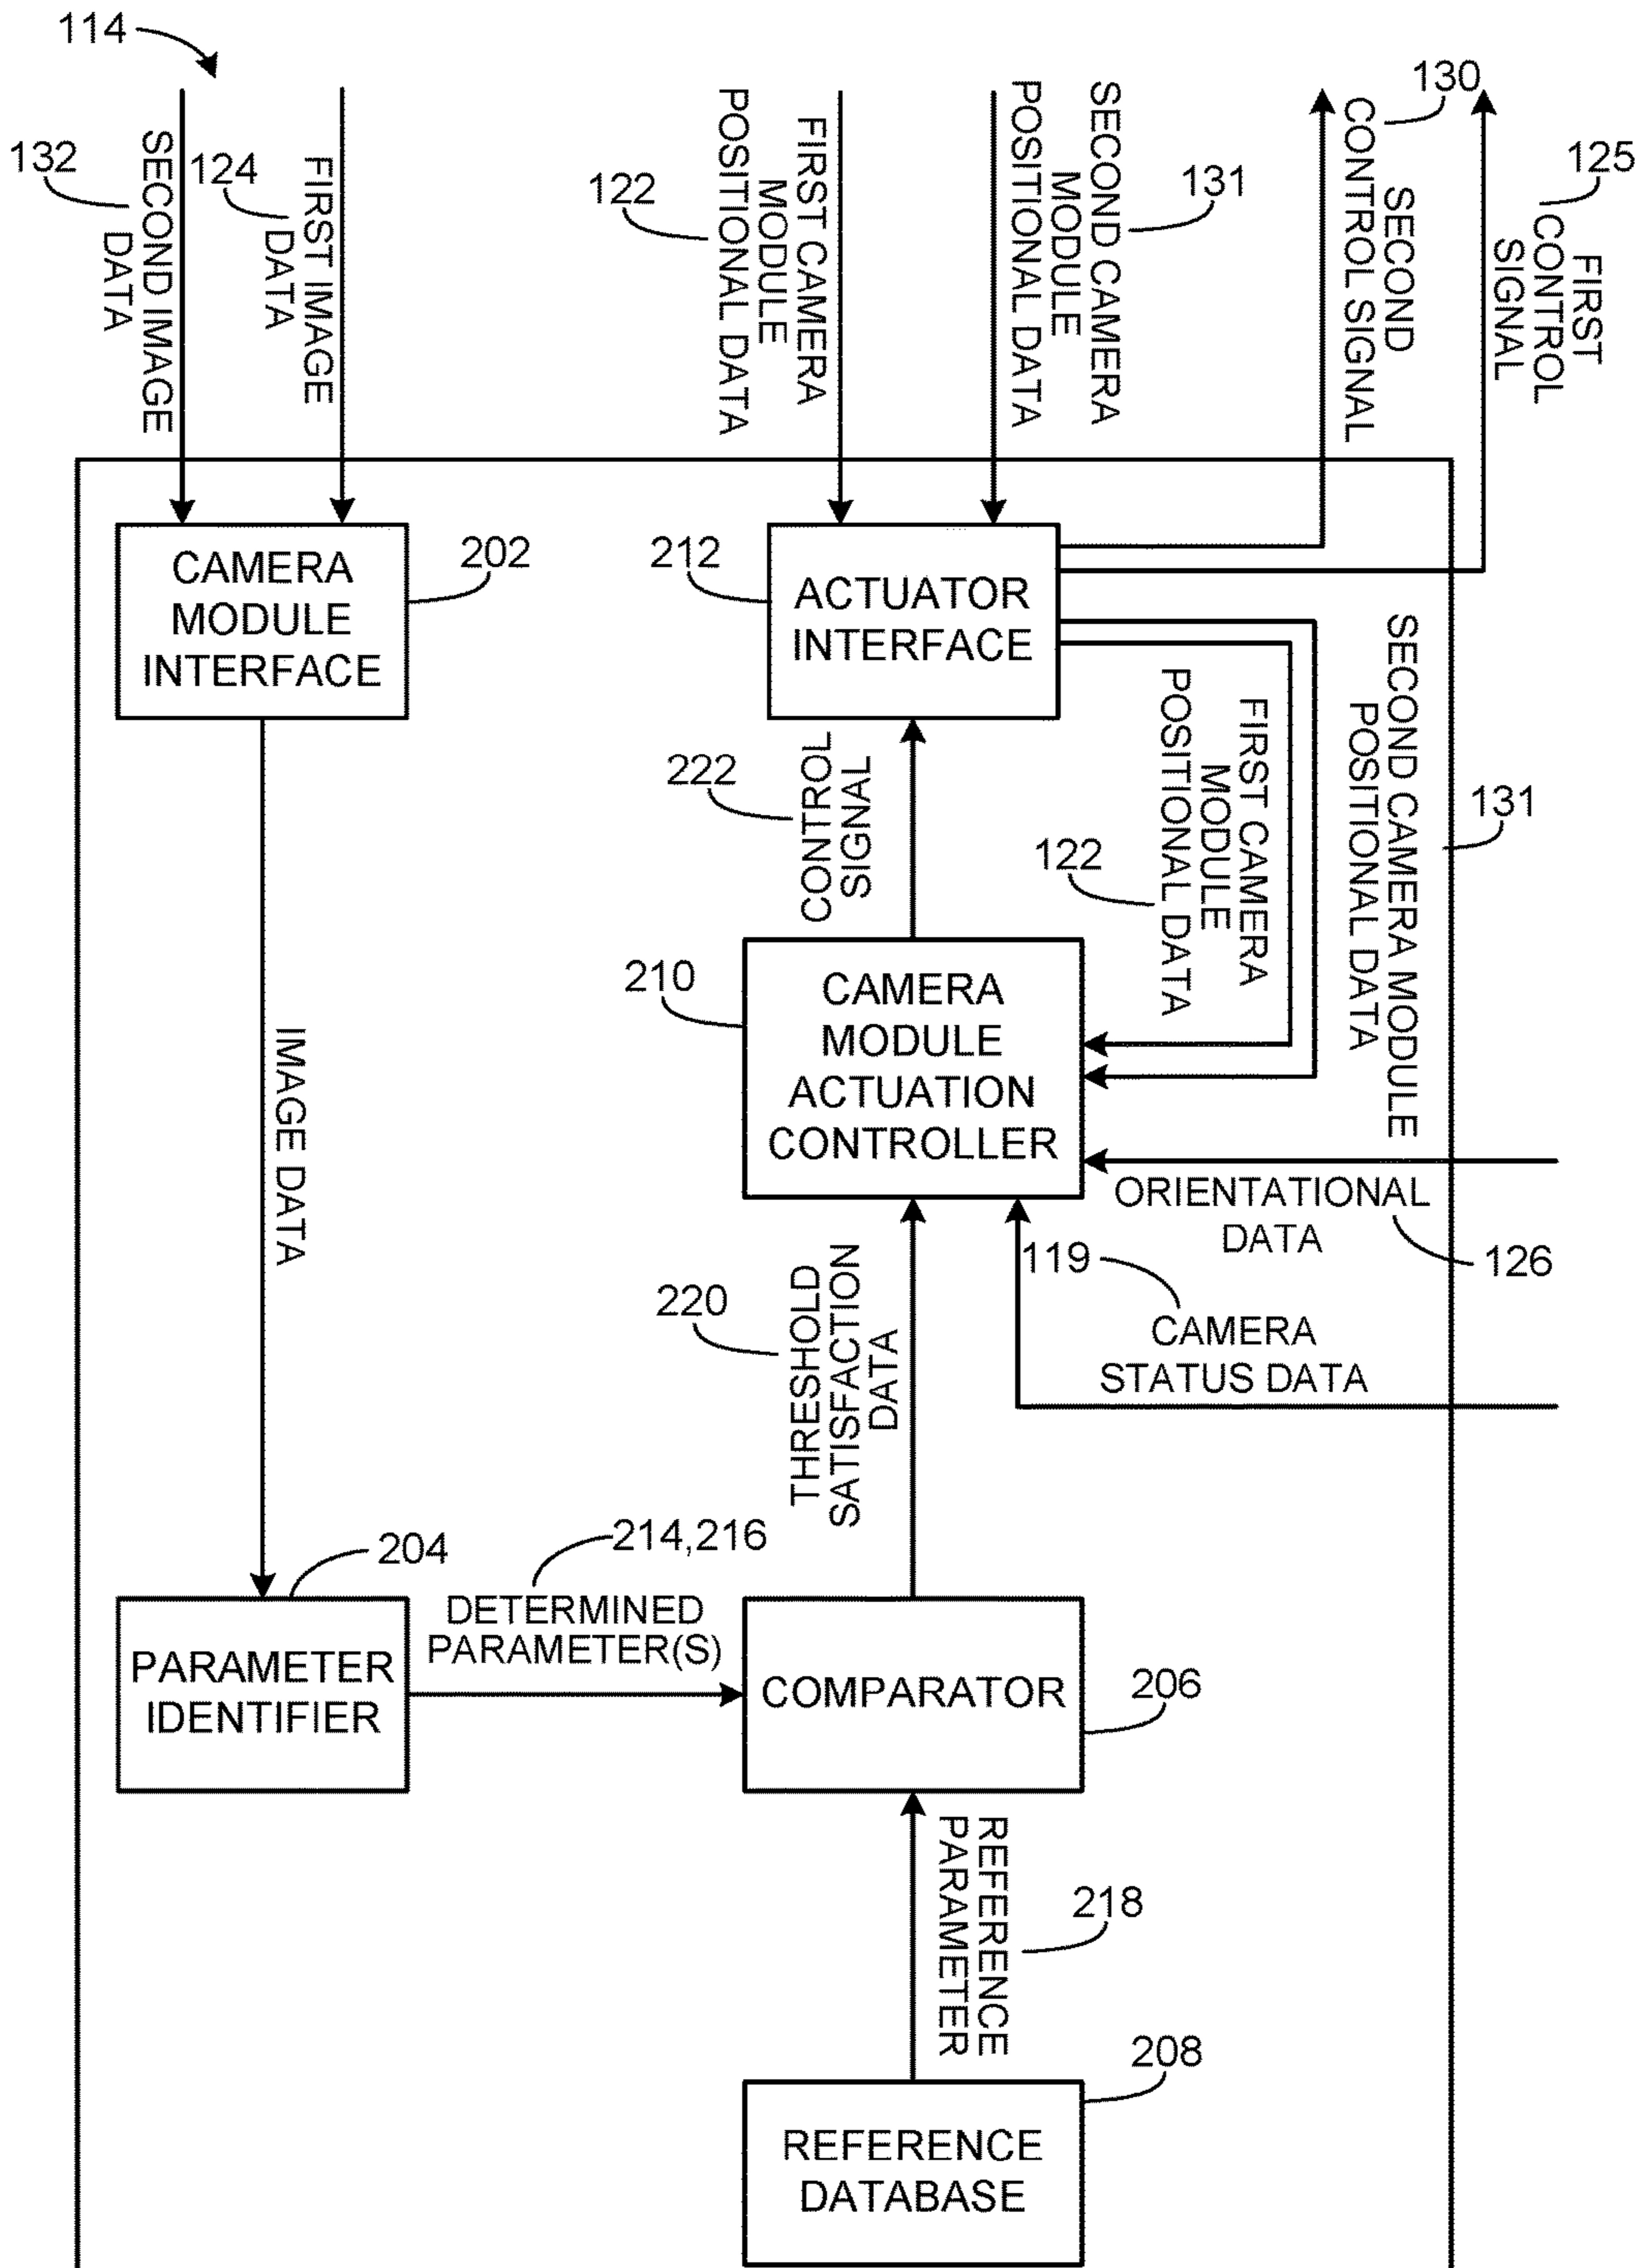 114
132
SECOND IMAGE
DATA
124
FIRST IMAGE
DATA
122
FIRST CAMERA
MODULE
POSITIONAL DATA
SECOND CAMERA
MODULE
POSITIONAL DATA
131
130
SECOND
CONTROL SIGNAL
125
FIRST
CONTROL
SIGNAL
CAMERA
MODULE
INTERFACE
202
212
ACTUATOR
INTERFACE
222
CONTROL
SIGNAL
FIRST CAMERA
MODULE
POSITIONAL DATA
122
SECOND CAMERA MODULE
POSITIONAL DATA
131
210
CAMERA
MODULE
ACTUATION
CONTROLLER
IMAGE DATA
ORIENTATIONAL
DATA
126
119
CAMERA
STATUS DATA
220
THRESHOLD
SATISFACTION
DATA
204
PARAMETER
IDENTIFIER
214,216
DETERMINED
PARAMETER(S)
COMPARATOR
206
REFERENCE
PARAMETER
218
208
REFERENCE
DATABASE